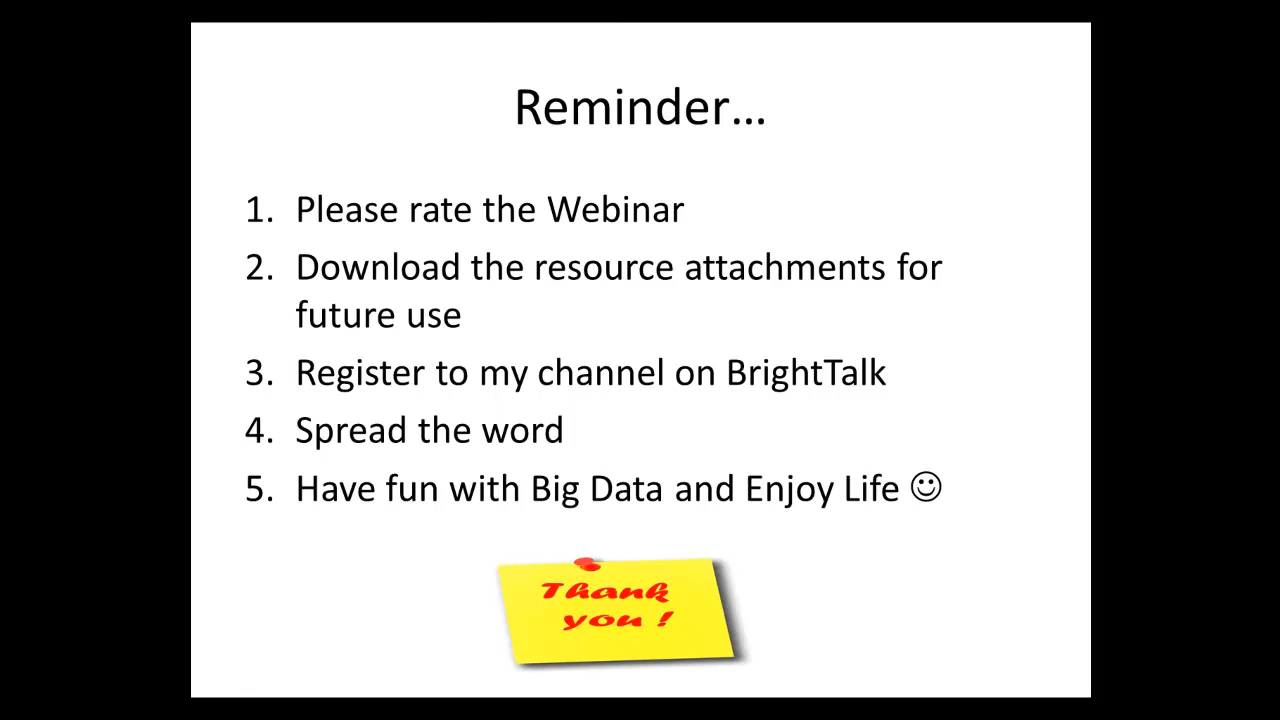 Reminder…
1. Please rate the Webinar
2. Download the resource attachments for
future use
3. Register to my channel on BrightTalk
4. Spread the word
5. Have fun with Big Data and Enjoy Life ☺
Thank
you !